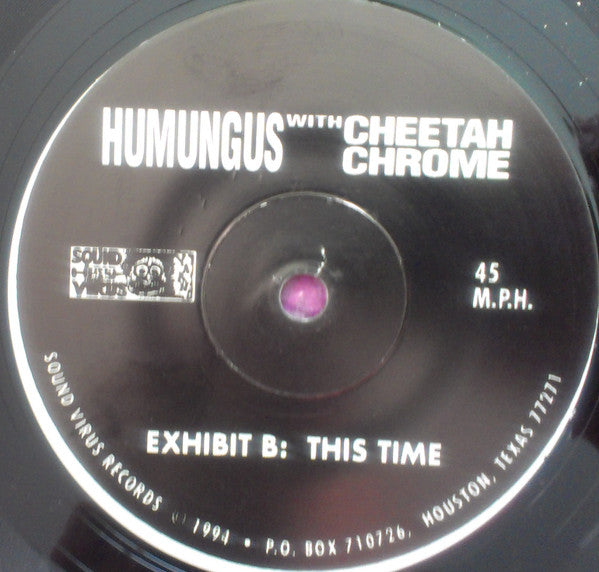 HUMUNGUS WITH CHEETAH CHROME
SOUND
VIRUS
45
M.P.H.
EXHIBIT B: THIS TIME
SOUND VIRUS RECORDS © 1994 • P.O. BOX 710726, HOUSTON, TEXAS 77271